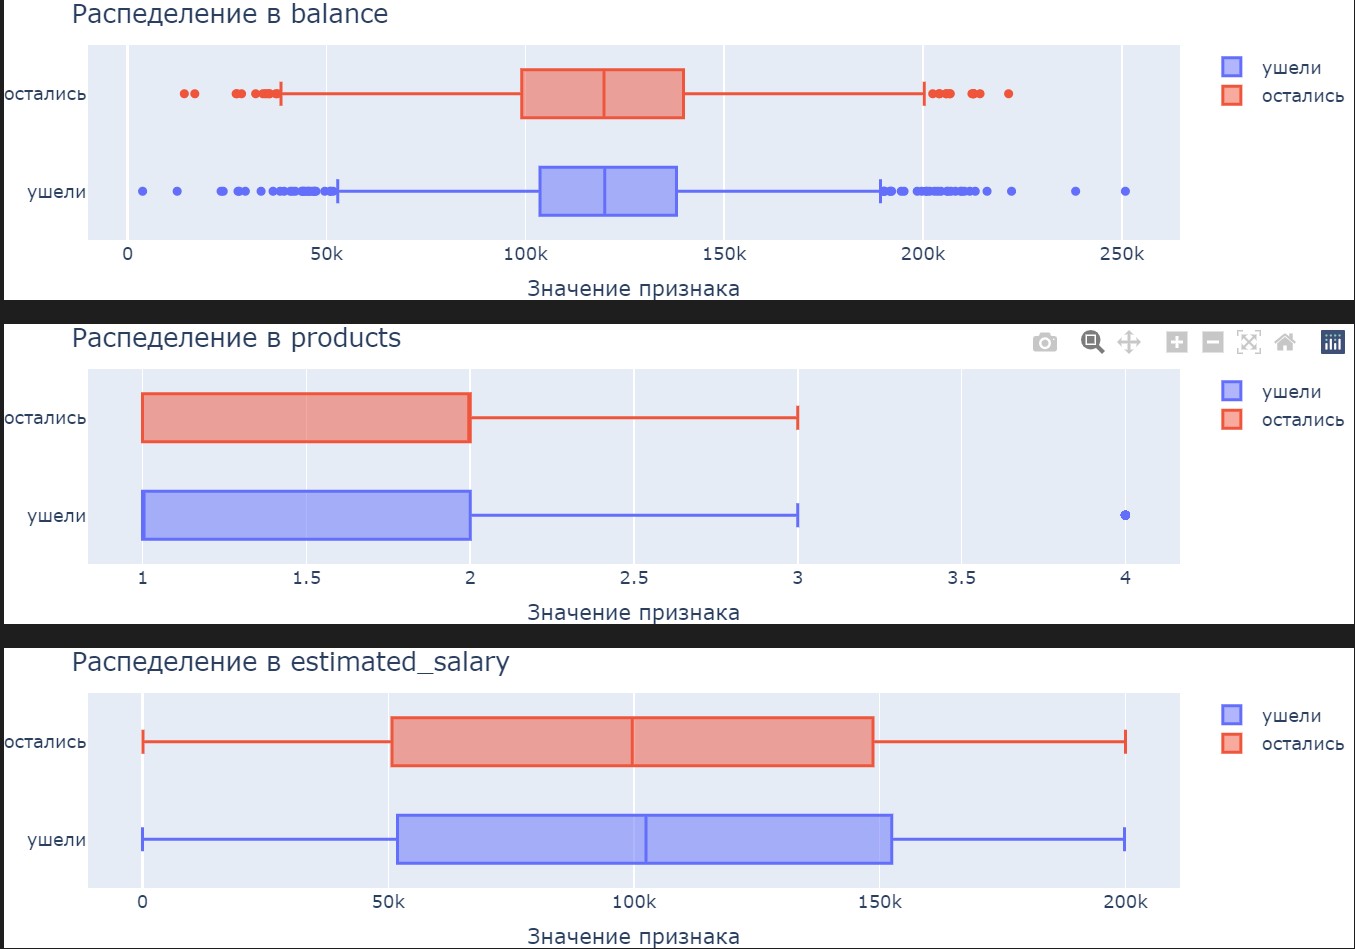 Распеделение в balance
остались
ушели
0 50k 100k 150k 200k 250k
Значение признака
ушели
остались
Распеделение в products
остались
ушели
1 1.5 2 2.5 3 3.5 4
Значение признака
ушели
остались
Распеделение в estimated_salary
остались
ушели
0 50k 100k 150k 200k
Значение признака
ушели
остались